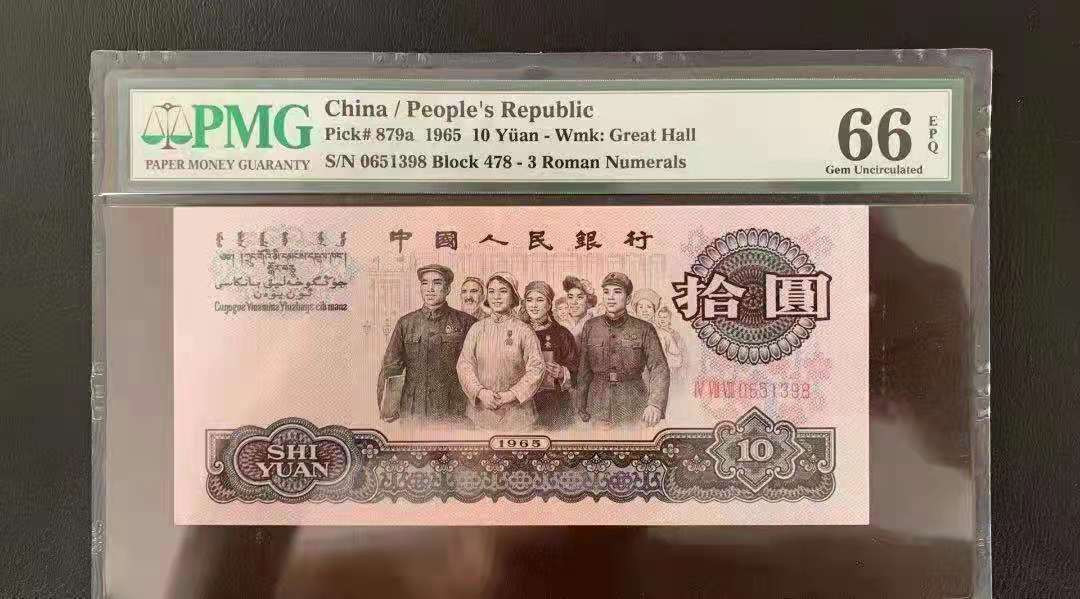 PMG
PAPER MONEY GUARANTY
China / People's Republic
Pick# 879a 1965 10 Yüan - Wmk: Great Hall
S/N 0651398 Block 478 - 3 Roman Numerals
66
EPQ
Gem Uncirculated
中國人民銀行
拾圓
0651398
1965
SHI
YUAN
10